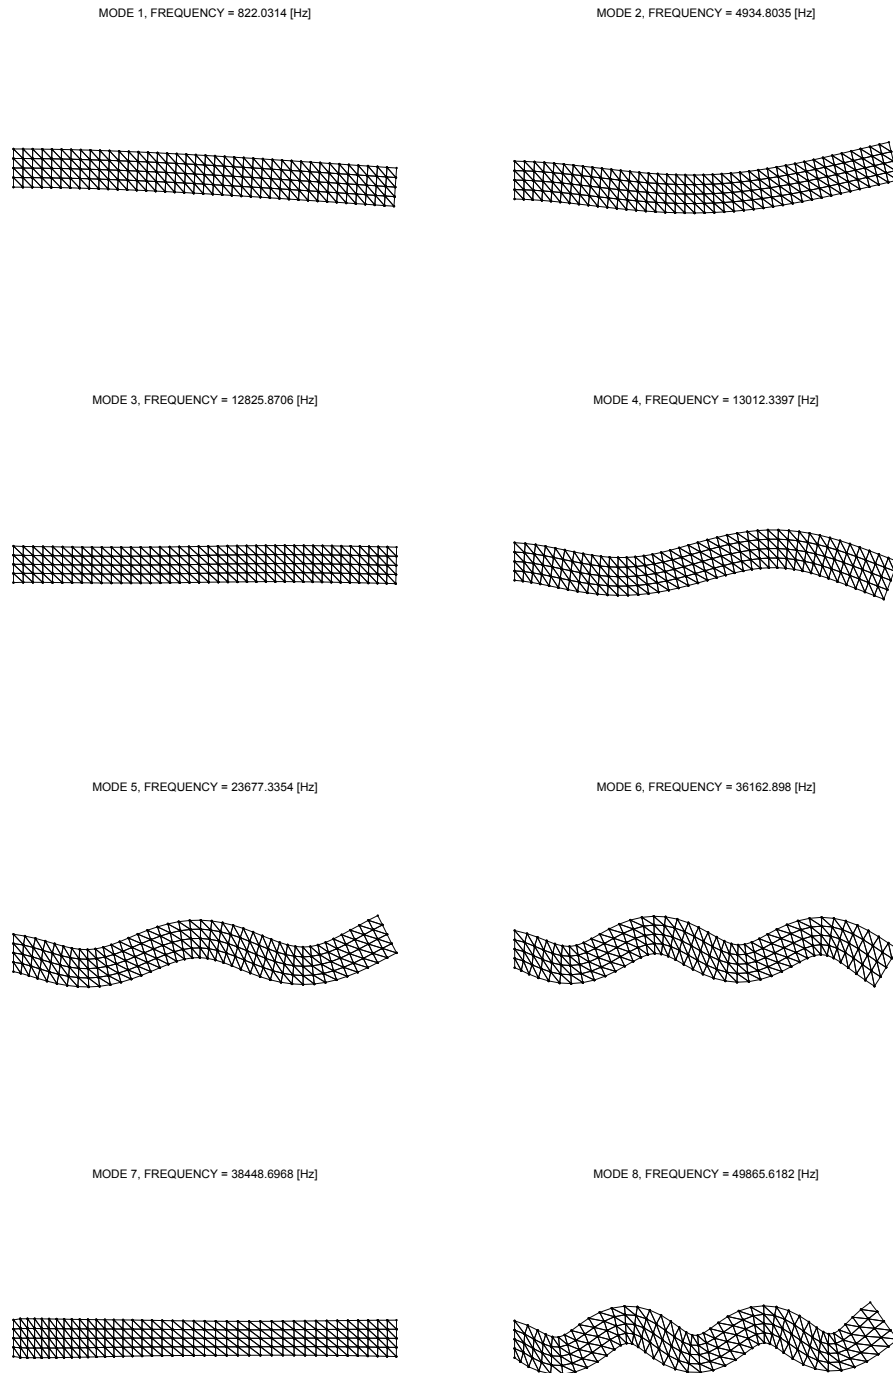 MODE 1, FREQUENCY = 822.0314 [Hz]
MODE 2, FREQUENCY = 4934.8035 [Hz]
MODE 3, FREQUENCY = 12825.8706 [Hz]
MODE 4, FREQUENCY = 13012.3397 [Hz]
MODE 5, FREQUENCY = 23677.3354 [Hz]
MODE 6, FREQUENCY = 36162.898 [Hz]
MODE 7, FREQUENCY = 38448.6968 [Hz]
MODE 8, FREQUENCY = 49865.6182 [Hz]